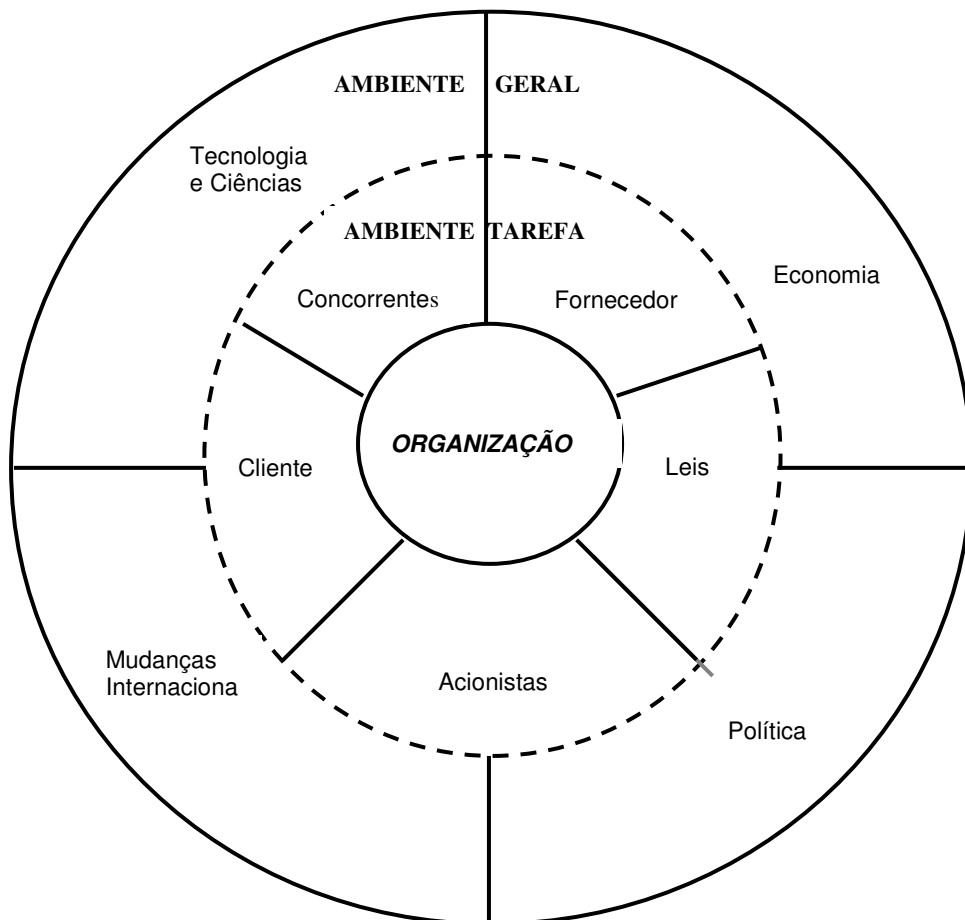 AMBIENTE GERAL
Tecnologia
e Ciências
AMBIENTE TAREFA
Economia
Concorrentes
Fornecedor
ORGANIZAÇÃO
Cliente
Leis
Mudanças
Internaciona
Acionistas
Política